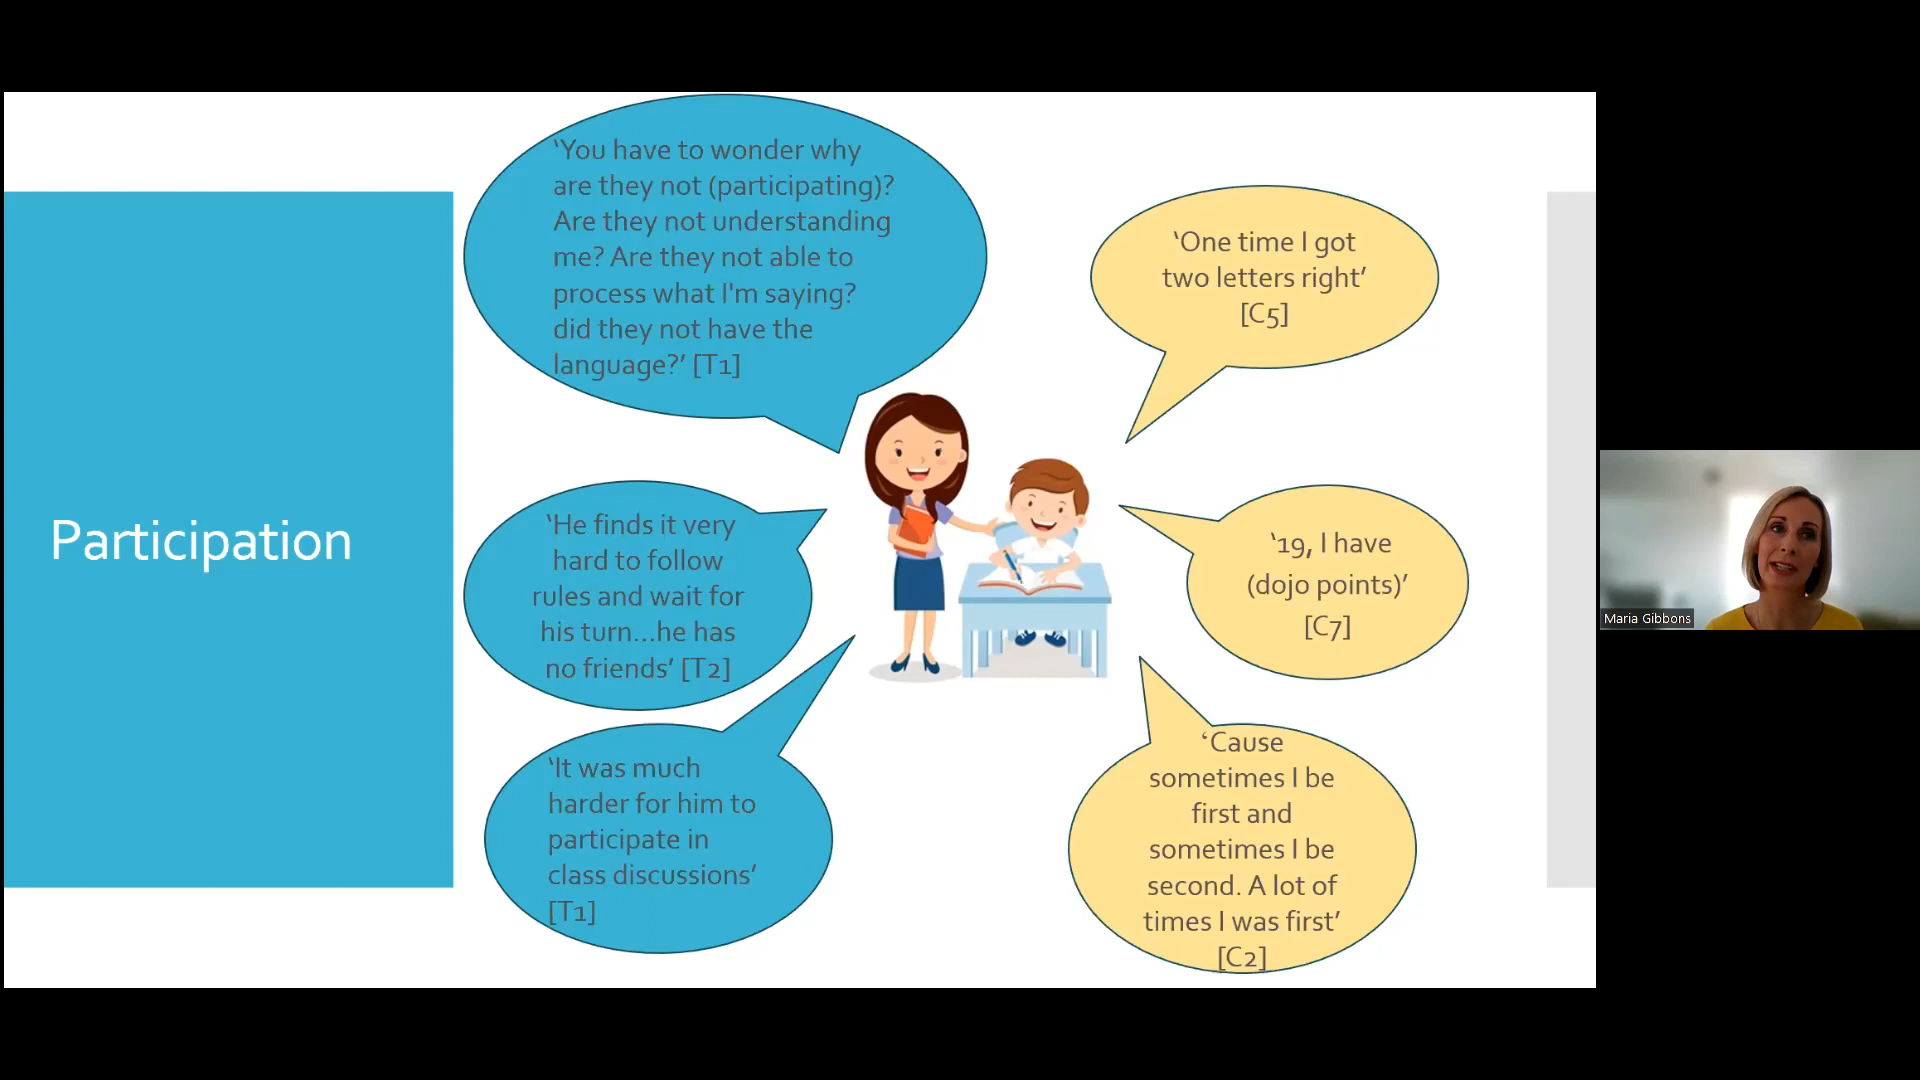 Participation
‘You have to wonder why
are they not (participating)?
Are they not understanding
me? Are they not able to
process what I'm saying?
did they not have the
language?’ [T1]
‘He finds it very
hard to follow
rules and wait for
his turn...he has
no friends’ [T2]
‘It was much
harder for him to
participate in
class discussions’
[T1]
‘One time I got
two letters right’
[C5]
‘19, I have
(dojo points)’
[C7]
‘Cause
sometimes I be
first and
sometimes I be
second. A lot of
times I was first’
[C2]
Maria Gibbons